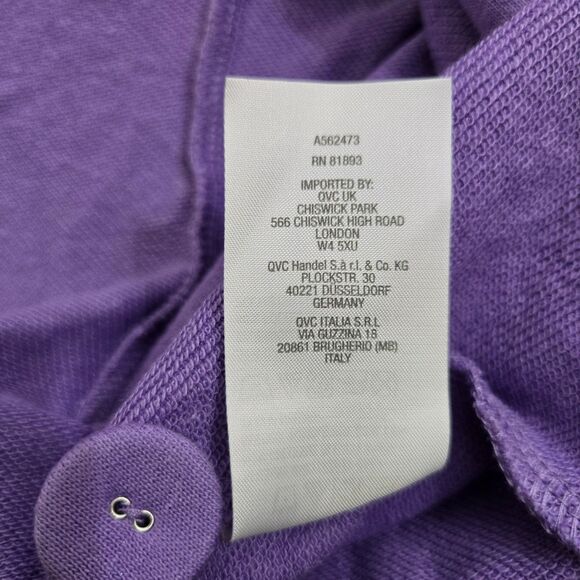 A562473
RN 81893
IMPORTED BY:
QVC UK
CHISWICK PARK
566 CHISWICK HIGH ROAD
LONDON
W4 5XU
QVC Handel S.à r.l. & Co. KG
PLOCKSTR. 30
40221 DÜSSELDORF
GERMANY
QVC ITALIA S.R.L
VIA GUZZINA 18
20861 BRUGHERIO (MB)
ITALY